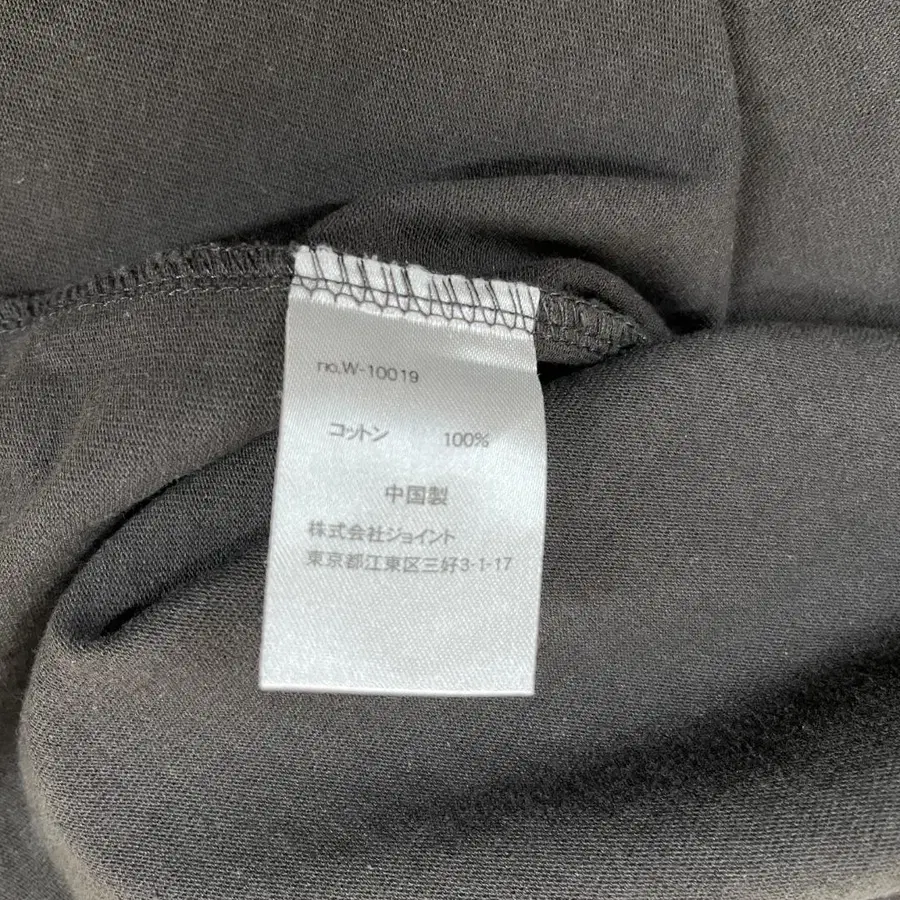 no.W-10019
コットン 100%
中国製
株式会社ジョイント
東京都江東区三好3-1-17